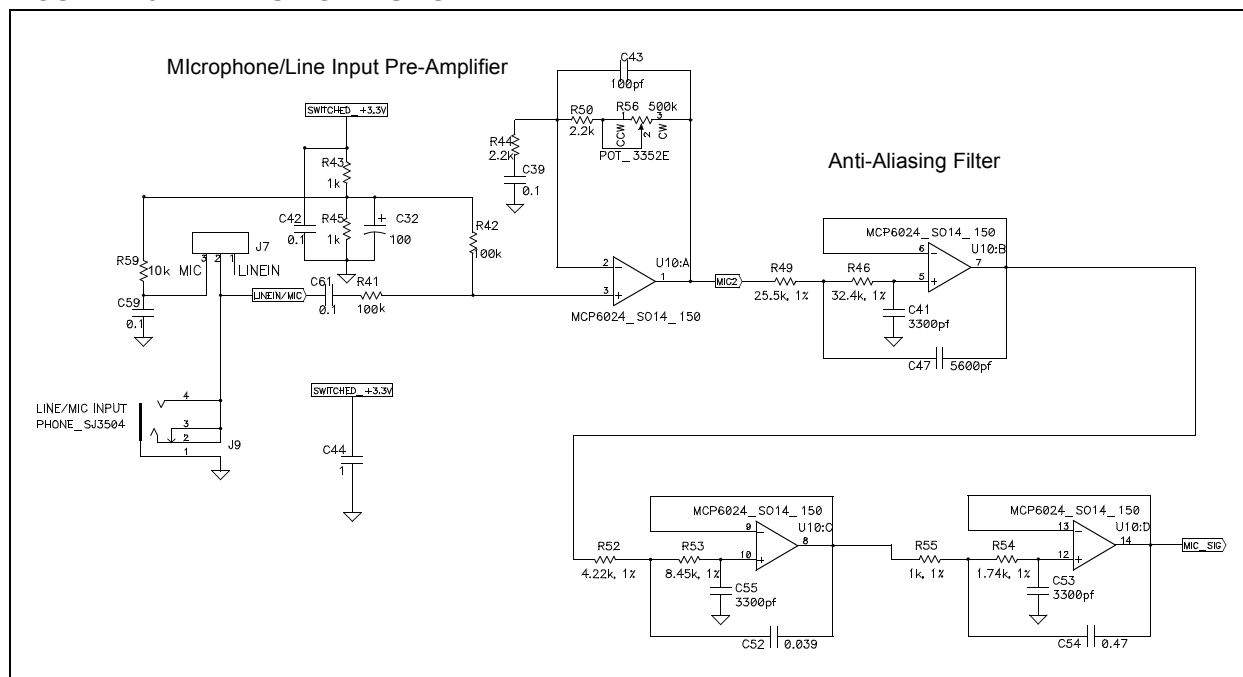 MIcrophone/Line Input Pre-Amplifier
SWITCHED_+3.3V
R43
1k
C42
0.1
R45
1k
C32
+
100
R42
100k
R59
10k
MIC
3 2 1
J7
LINEIN
C59
0.1
LINEIN/MIC
C61
0.1
R41
100k
R44
2.2k
C39
0.1
C43
100pf
R50
2.2k
R56
500k
CCW
1
2
3
CW
POT_3352E
2
3
1
U10:A
MCP6024_SO14_150
LINE/MIC INPUT
PHONE_SJ3504
4
3
2
1
J9
SWITCHED_+3.3V
C44
1
Anti-Aliasing Filter
MIC2
R49
25.5k, 1%
R46
32.4k, 1%
MCP6024_SO14_150
U10:B
6
5
7
C41
3300pf
C47
5600pf
R52
4.22k, 1%
R53
8.45k, 1%
MCP6024_SO14_150
U10:C
9
10
8
C55
3300pf
C52
0.039
R55
1k, 1%
R54
1.74k, 1%
MCP6024_SO14_150
U10:D
13
12
14
C53
3300pf
C54
0.47
MIC_SIG